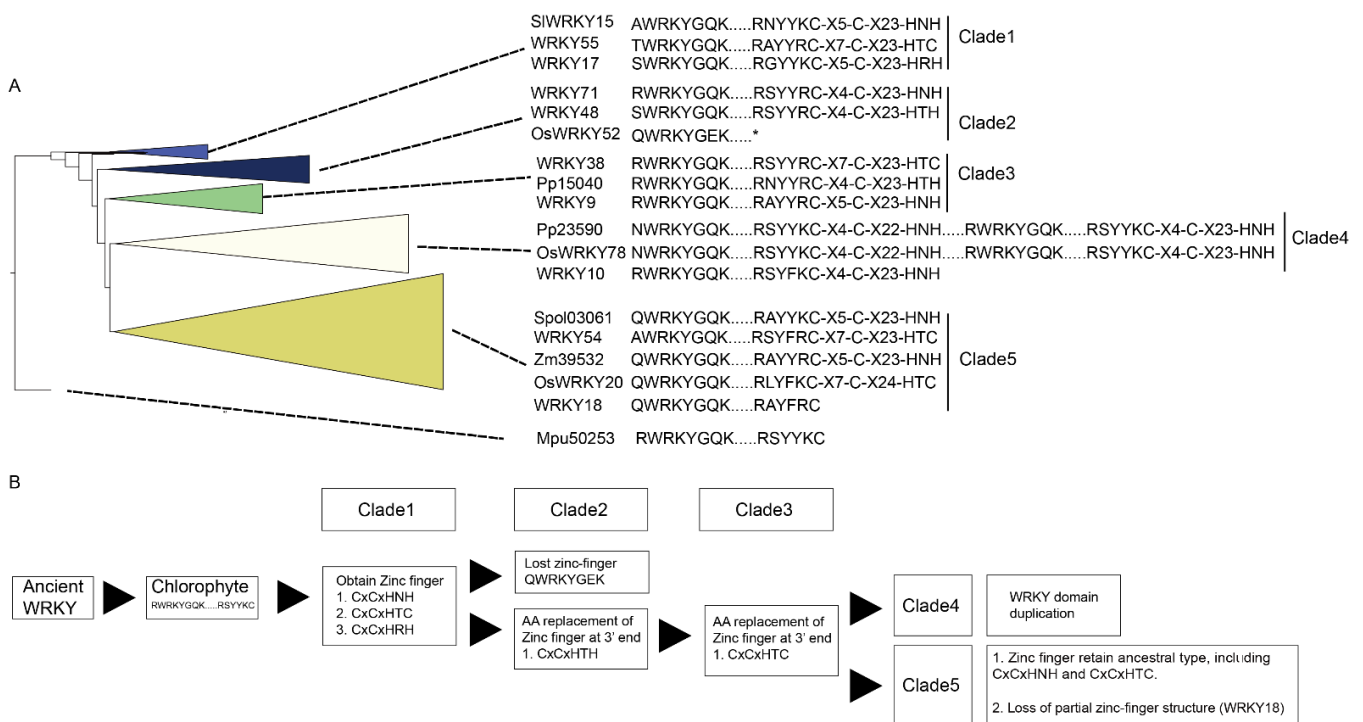 A
SlWRKY15 AWRKYGQK.....RNYYKC-X5-C-X23-HNH
WRKY55 TWRKYGQK.....RAYYRC-X7-C-X23-HTC
WRKY17 SWRKYGQK.....RGYYKC-X5-C-X23-HRH
Clade1
WRKY71 RWRKYGQK.....RSYYRC-X4-C-X23-HNH
WRKY48 SWRKYGQK.....RSYYRC-X4-C-X23-HTH
OsWRKY52 QWRKYGEK.....*
Clade2
WRKY38 RWRKYGQK.....RSYYRC-X7-C-X23-HTC
Pp15040 RWRKYGQK.....RNYYRC-X4-C-X23-HTH
WRKY9 RWRKYGQK.....RAYYRC-X5-C-X23-HNH
Clade3
Pp23590 NWRKYGQK.....RSYYKC-X4-C-X22-HNH.....RWRKYGQK.....RSYYKC-X4-C-X23-HNH
OsWRKY78 NWRKYGQK.....RSYYKC-X4-C-X22-HNH.....RWRKYGQK.....RSYYKC-X4-C-X23-HNH
WRKY10 RWRKYGQK.....RSYFKC-X4-C-X23-HNH
Clade4
Spol03061 QWRKYGQK.....RAYYKC-X5-C-X23-HNH
WRKY54 AWRKYGQK.....RSYFRC-X7-C-X23-HTC
Zm39532 QWRKYGQK.....RAYYRC-X5-C-X23-HNH
OsWRKY20 QWRKYGQK.....RLYFKC-X7-C-X24-HTC
WRKY18 QWRKYGQK.....RAYFRC
Clade5
Mpu50253 RWRKYGQK.....RSYYKC
B
Clade1
Clade2
Clade3
Ancient
WRKY
Chlorophyte
RWRKYGQK.....RSYYKC
Obtain Zinc finger
1. CxCxHNH
2. CxCxHTC
3. CxCxHRH
Lost zinc-finger
QWRKYGEK
AA replacement of
Zinc finger at 3' end
1. CxCxHTH
AA replacement of
Zinc finger at 3' end
1. CxCxHTC
Clade4
WRKY domain
duplication
Clade5
1. Zinc finger retain ancestral type, including
CxCxHNH and CxCxHTC.
2. Loss of partial zinc-finger structure (WRKY18)